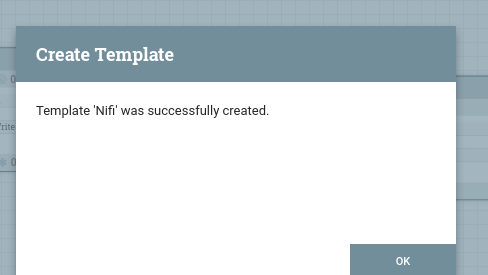 Create Template
Template 'Nifi' was successfully created.
OK